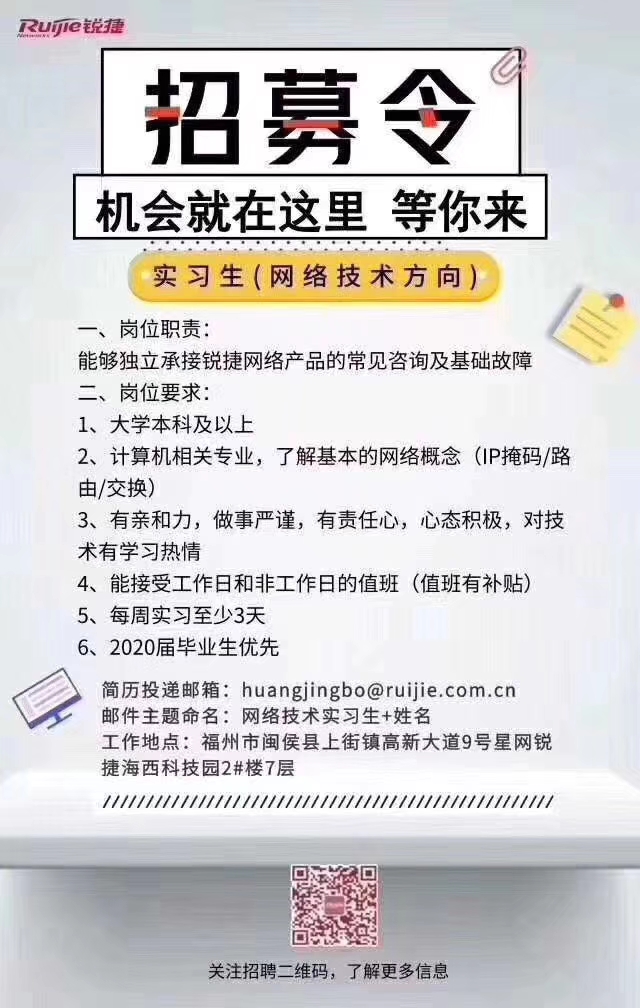 Ruijie锐捷
Networks
招募令
机会就在这里 等你来
实习生(网络技术方向)
一、岗位职责：
能够独立承接锐捷网络产品的常见咨询及基础故障
二、岗位要求：
1、大学本科及以上
2、计算机相关专业，了解基本的网络概念（IP掩码/路
由/交换）
3、有亲和力，做事严谨，有责任心，心态积极，对技
术有学习热情
4、能接受工作日和非工作日的值班（值班有补贴）
5、每周实习至少3天
6、2020届毕业生优先
简历投递邮箱：huangjingbo@ruijie.com.cn
邮件主题命名：网络技术实习生+姓名
工作地点：福州市闽侯县上街镇高新大道9号星网锐
捷海西科技园2#楼7层
关注招聘二维码，了解更多信息